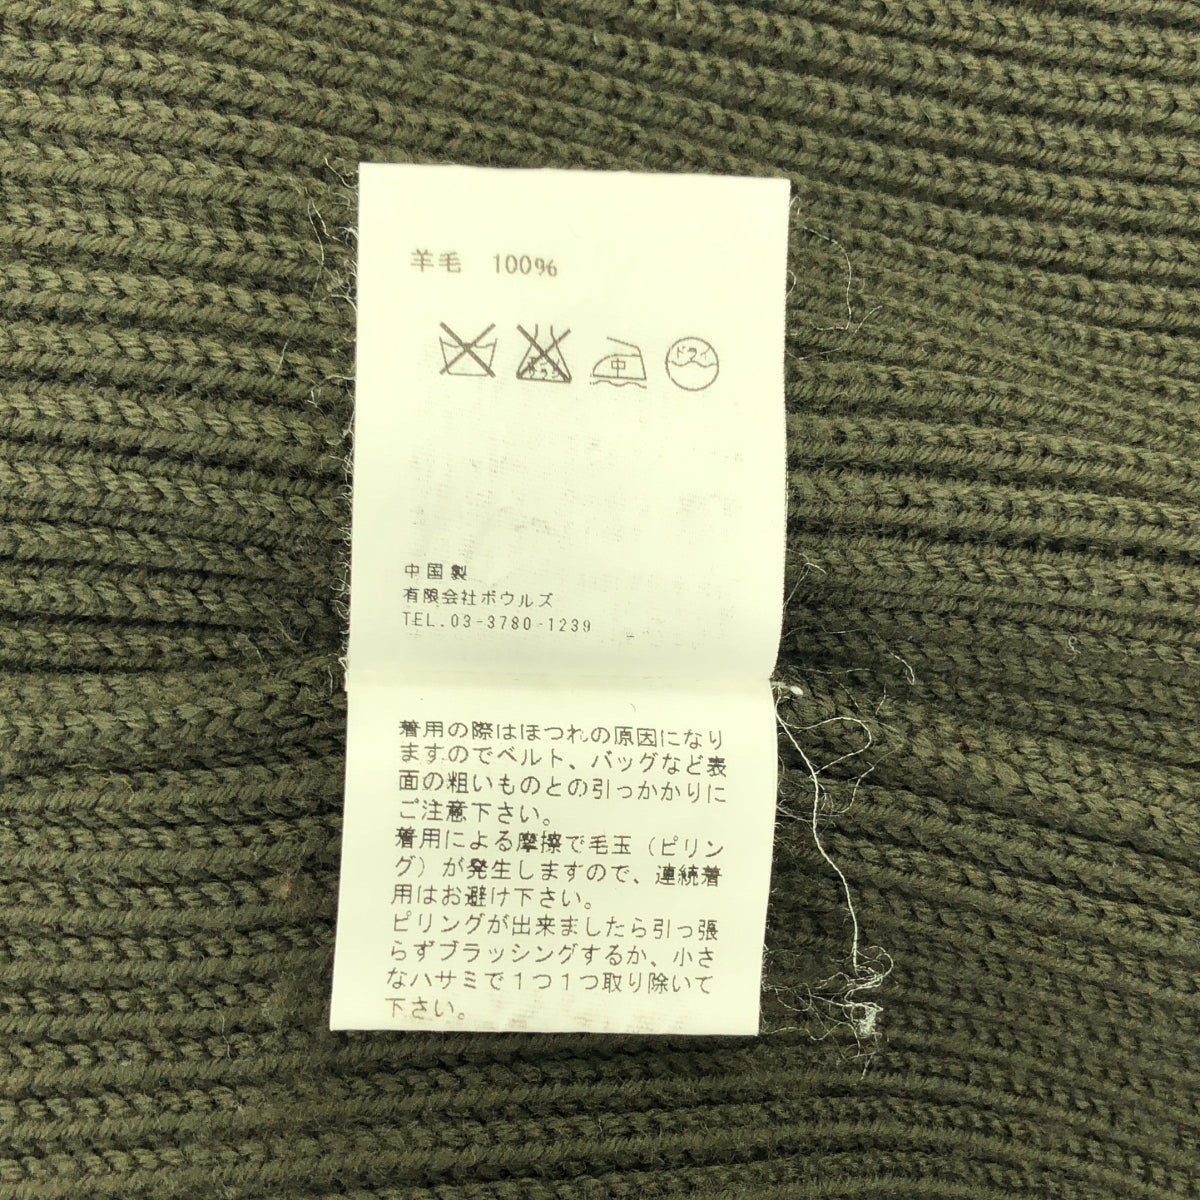 羊毛　100%
中
ドライ
中国製
有限会社ボウルズ
TEL.03-3780-1239
着用の際はほつれの原因になり
ますのでベルト、バッグなど表
面の粗いものとの引っかかりに
ご注意下さい。
着用による摩擦で毛玉（ピリン
グ）が発生しますので、連続着
用はお避け下さい。
ピリングが出来ましたら引っ張
らずブラッシングするか、小さ
なハサミで１つ１つ取り除いて
下さい。